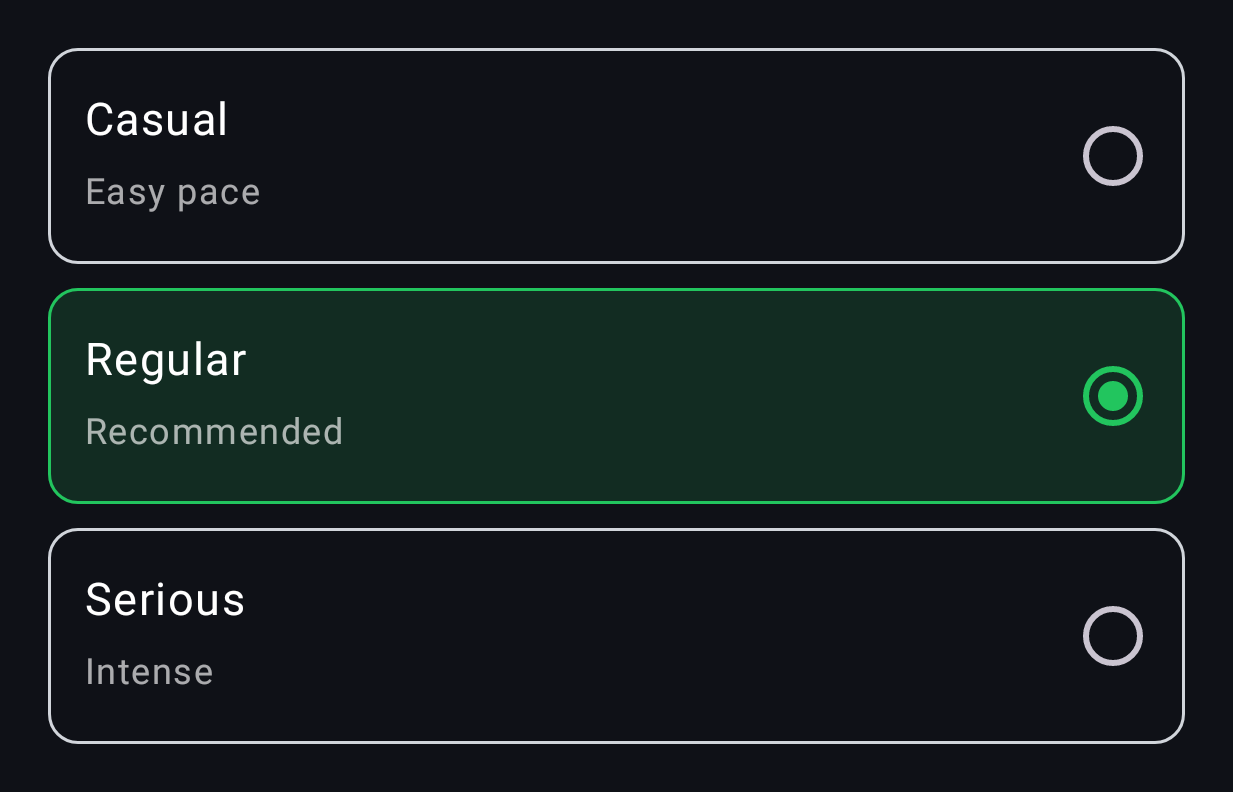 Casual
Easy pace
Regular
Recommended
Serious
Intense